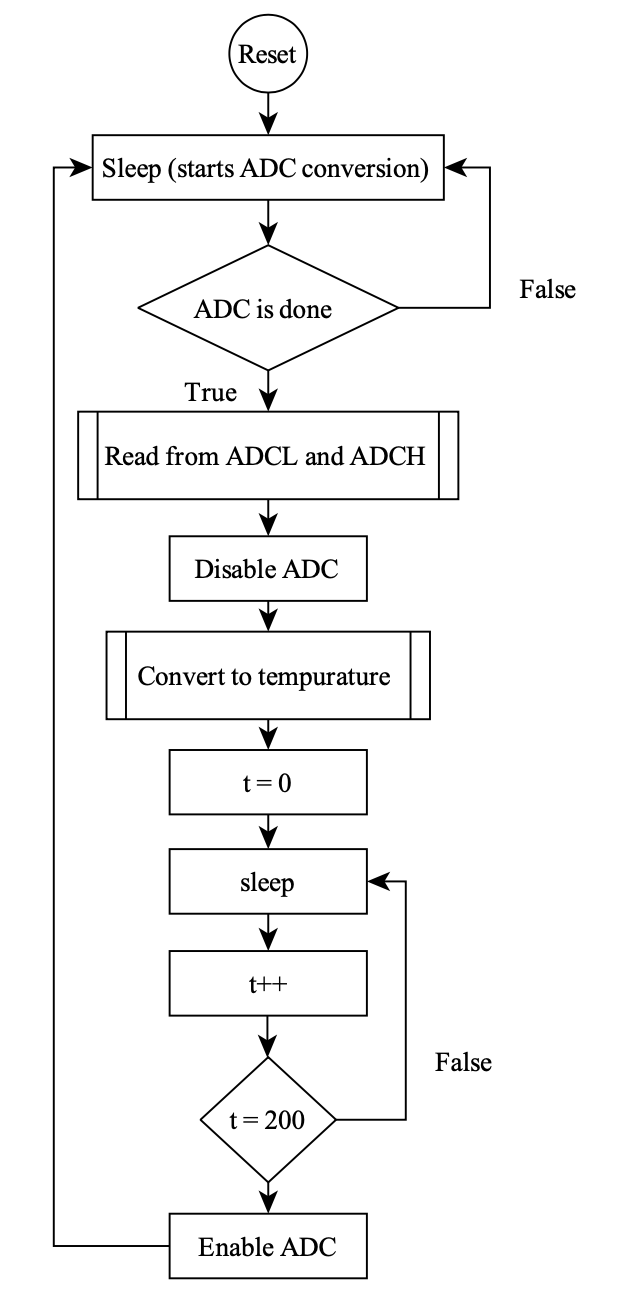 Reset
Sleep (starts ADC conversion)
False
ADC is done
True
Read from ADCL and ADCH
Disable ADC
Convert to tempurature
t = 0
sleep
t++
False
t = 200
Enable ADC